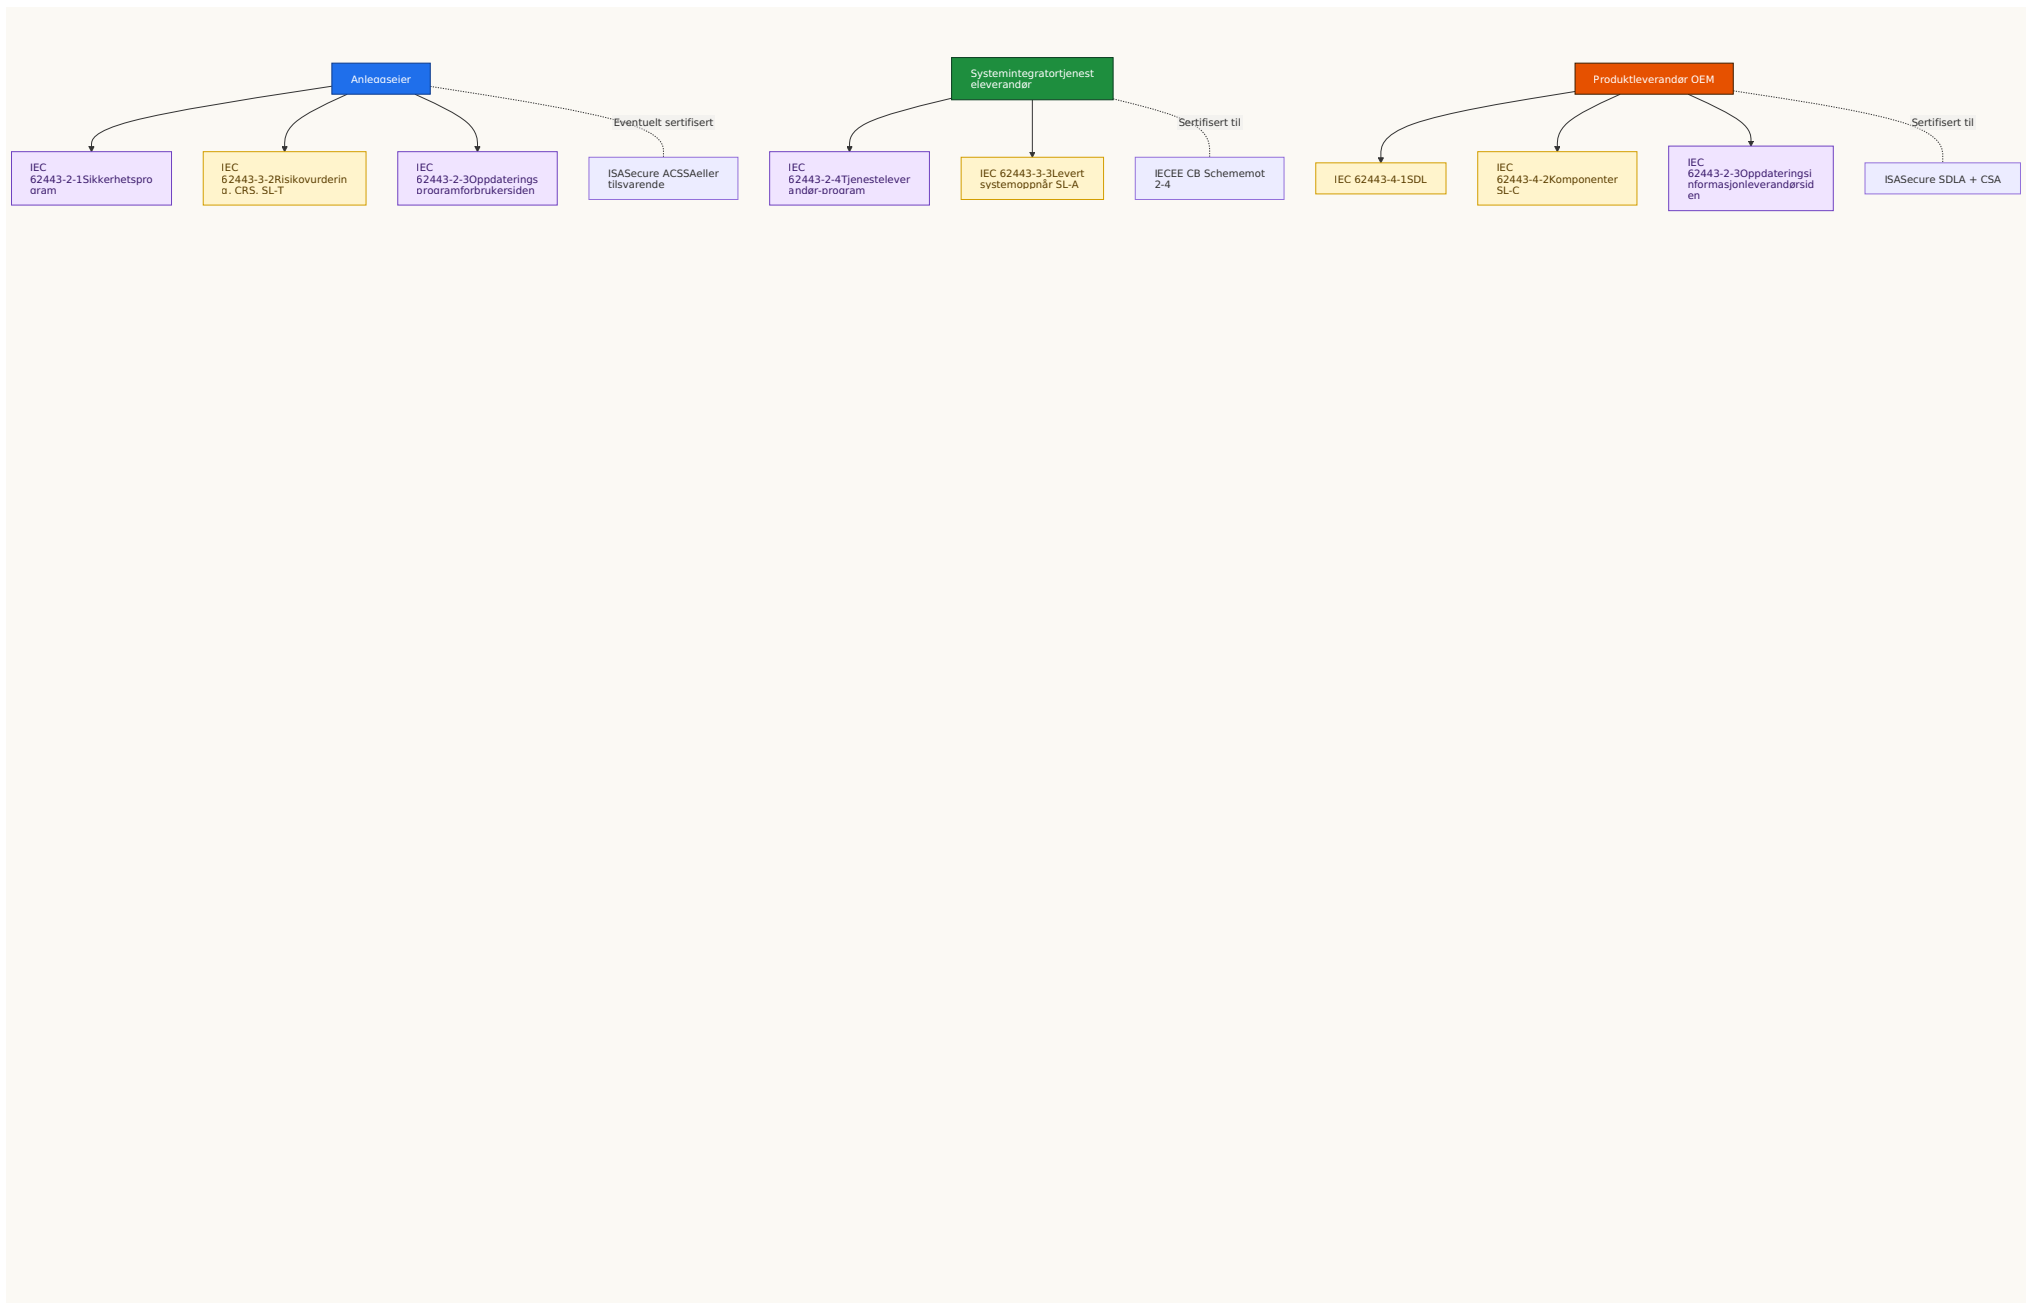 Anleggseier
Systemintegratortjenest
eleverandør
Produktleverandør OEM
Eventuelt sertifisert
Sertifisert til
Sertifisert til
IEC
62443-2-1Sikkerhetspro
gram
IEC
62443-3-2Risikovurderin
g, CRS, SL-T
IEC
62443-2-3Oppdaterings
programforbrukersiden
ISASecure ACSSAeller
tilsvarende
IEC
62443-2-4Tjenestelever
andør-program
IEC 62443-3-3Levert
systemoppnår SL-A
IECEE CB Schememot
2-4
IEC 62443-4-1SDL
IEC
62443-4-2Komponenter
SL-C
IEC
62443-2-3Oppdateringsi
nformasjonleverandørsid
en
ISASecure SDLA + CSA